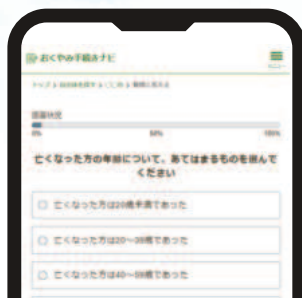 おくやみ手続きナビ
回答状況
0% 50% 100%
亡くなった方の年齢について、あてはまるものを選んで
ください
亡くなった方は20歳未満であった
亡くなった方は20〜39歳であった
亡くなった方は40〜59歳であった